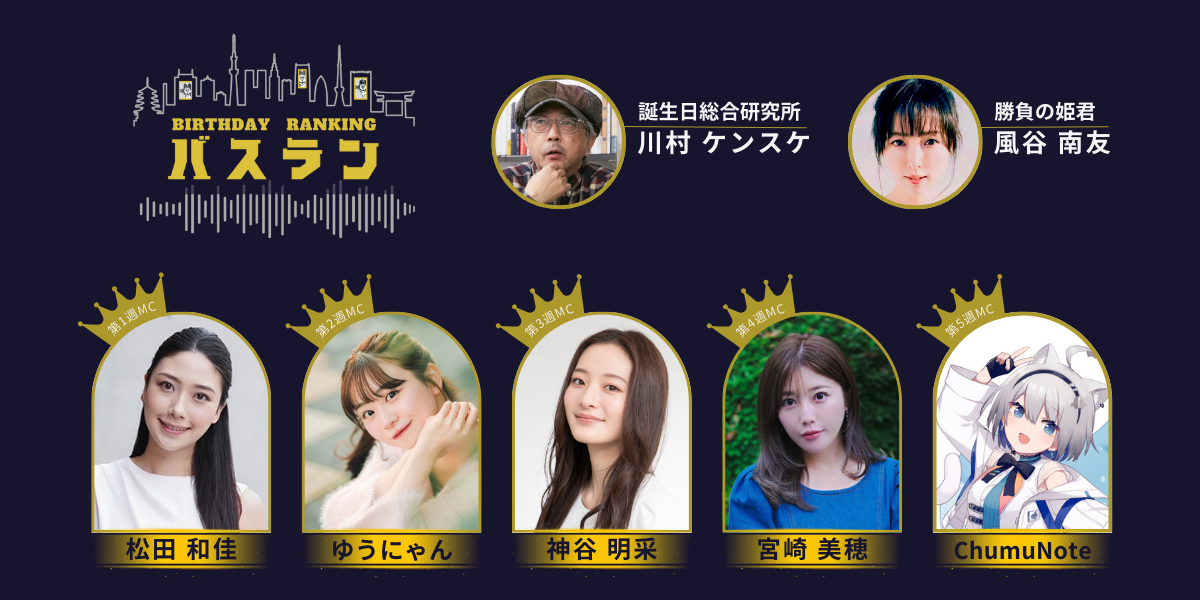 BIRTHDAY RANKING
バスラン
誕生日総合研究所
川村 ケンスケ
勝負の姫君
風谷 南友
第1週MC
第2週MC
第3週MC
第4週MC
第5週MC
松田 和佳
ゆうにゃん
神谷 明采
宮崎 美穂
ChumuNote